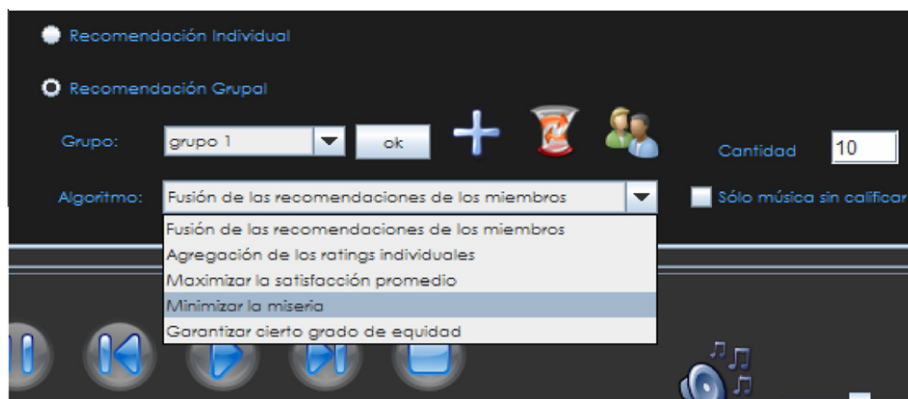 Recomendación Individual
Recomendación Grupal
Grupo: grupo 1 ok Cantidad 10
Algoritmo: Fusión de las recomendaciones de los miembros Sólo música sin calificar
Fusión de las recomendaciones de los miembros
Agregación de los ratings individuales
Maximizar la satisfacción promedio
Minimizar la miseria
Garantizar cierto grado de equidad